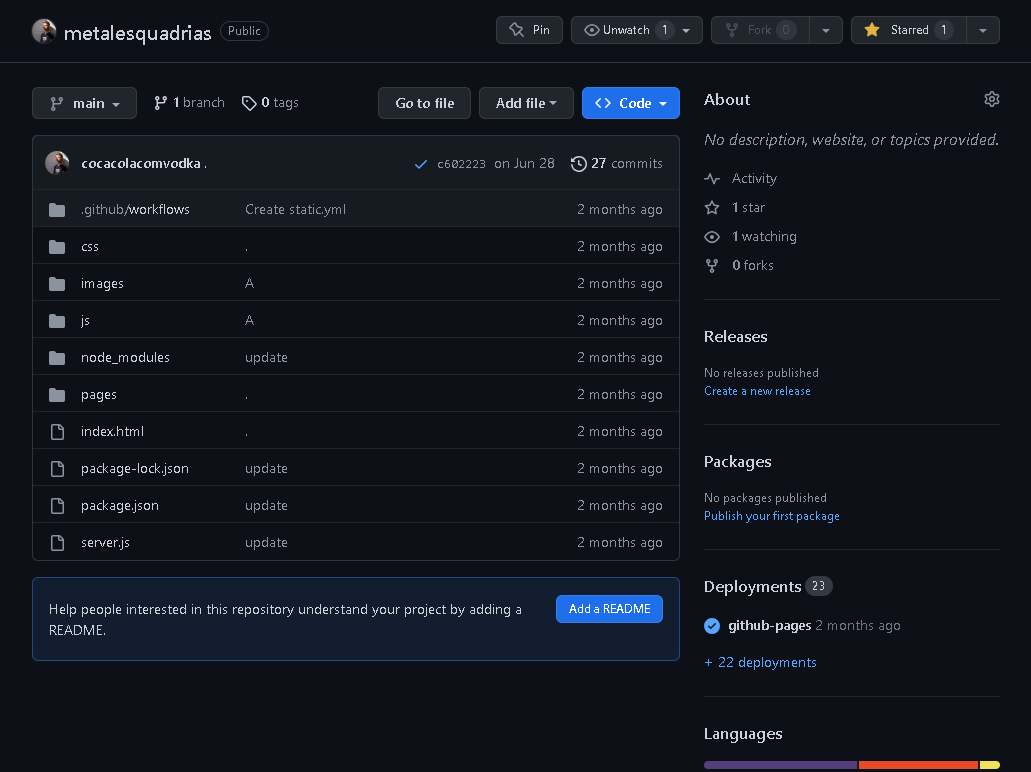 metalesquadrias Public Pin Unwatch 1 Fork 0 Starred 1
main 1 branch 0 tags Go to file Add file <> Code
cocacolacomvodka . c602223 on Jun 28 27 commits
.github/workflows Create static.yml 2 months ago
css . 2 months ago
images A 2 months ago
js A 2 months ago
node_modules update 2 months ago
pages . 2 months ago
index.html . 2 months ago
package-lock.json update 2 months ago
package.json update 2 months ago
server.js update 2 months ago
Help people interested in this repository understand your project by adding a
README.
Add a README
About
No description, website, or topics provided.
Activity
1 star
1 watching
0 forks
Releases
No releases published
Create a new release
Packages
No packages published
Publish your first package
Deployments 23
github-pages 2 months ago
+ 22 deployments
Languages